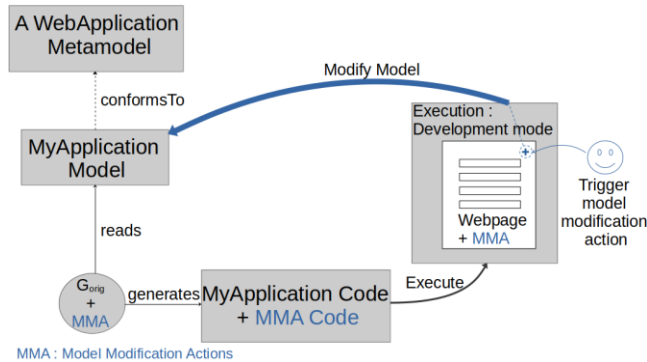 A WebApplication
Metamodel
Modify Model
conformsTo
Execution :
Development mode
MyApplication
Model
Webpage
+ MMA
Trigger
model
modification
action
reads
Gorig
+
MMA
generates
MyApplication Code
+ MMA Code
Execute
MMA : Model Modification Actions